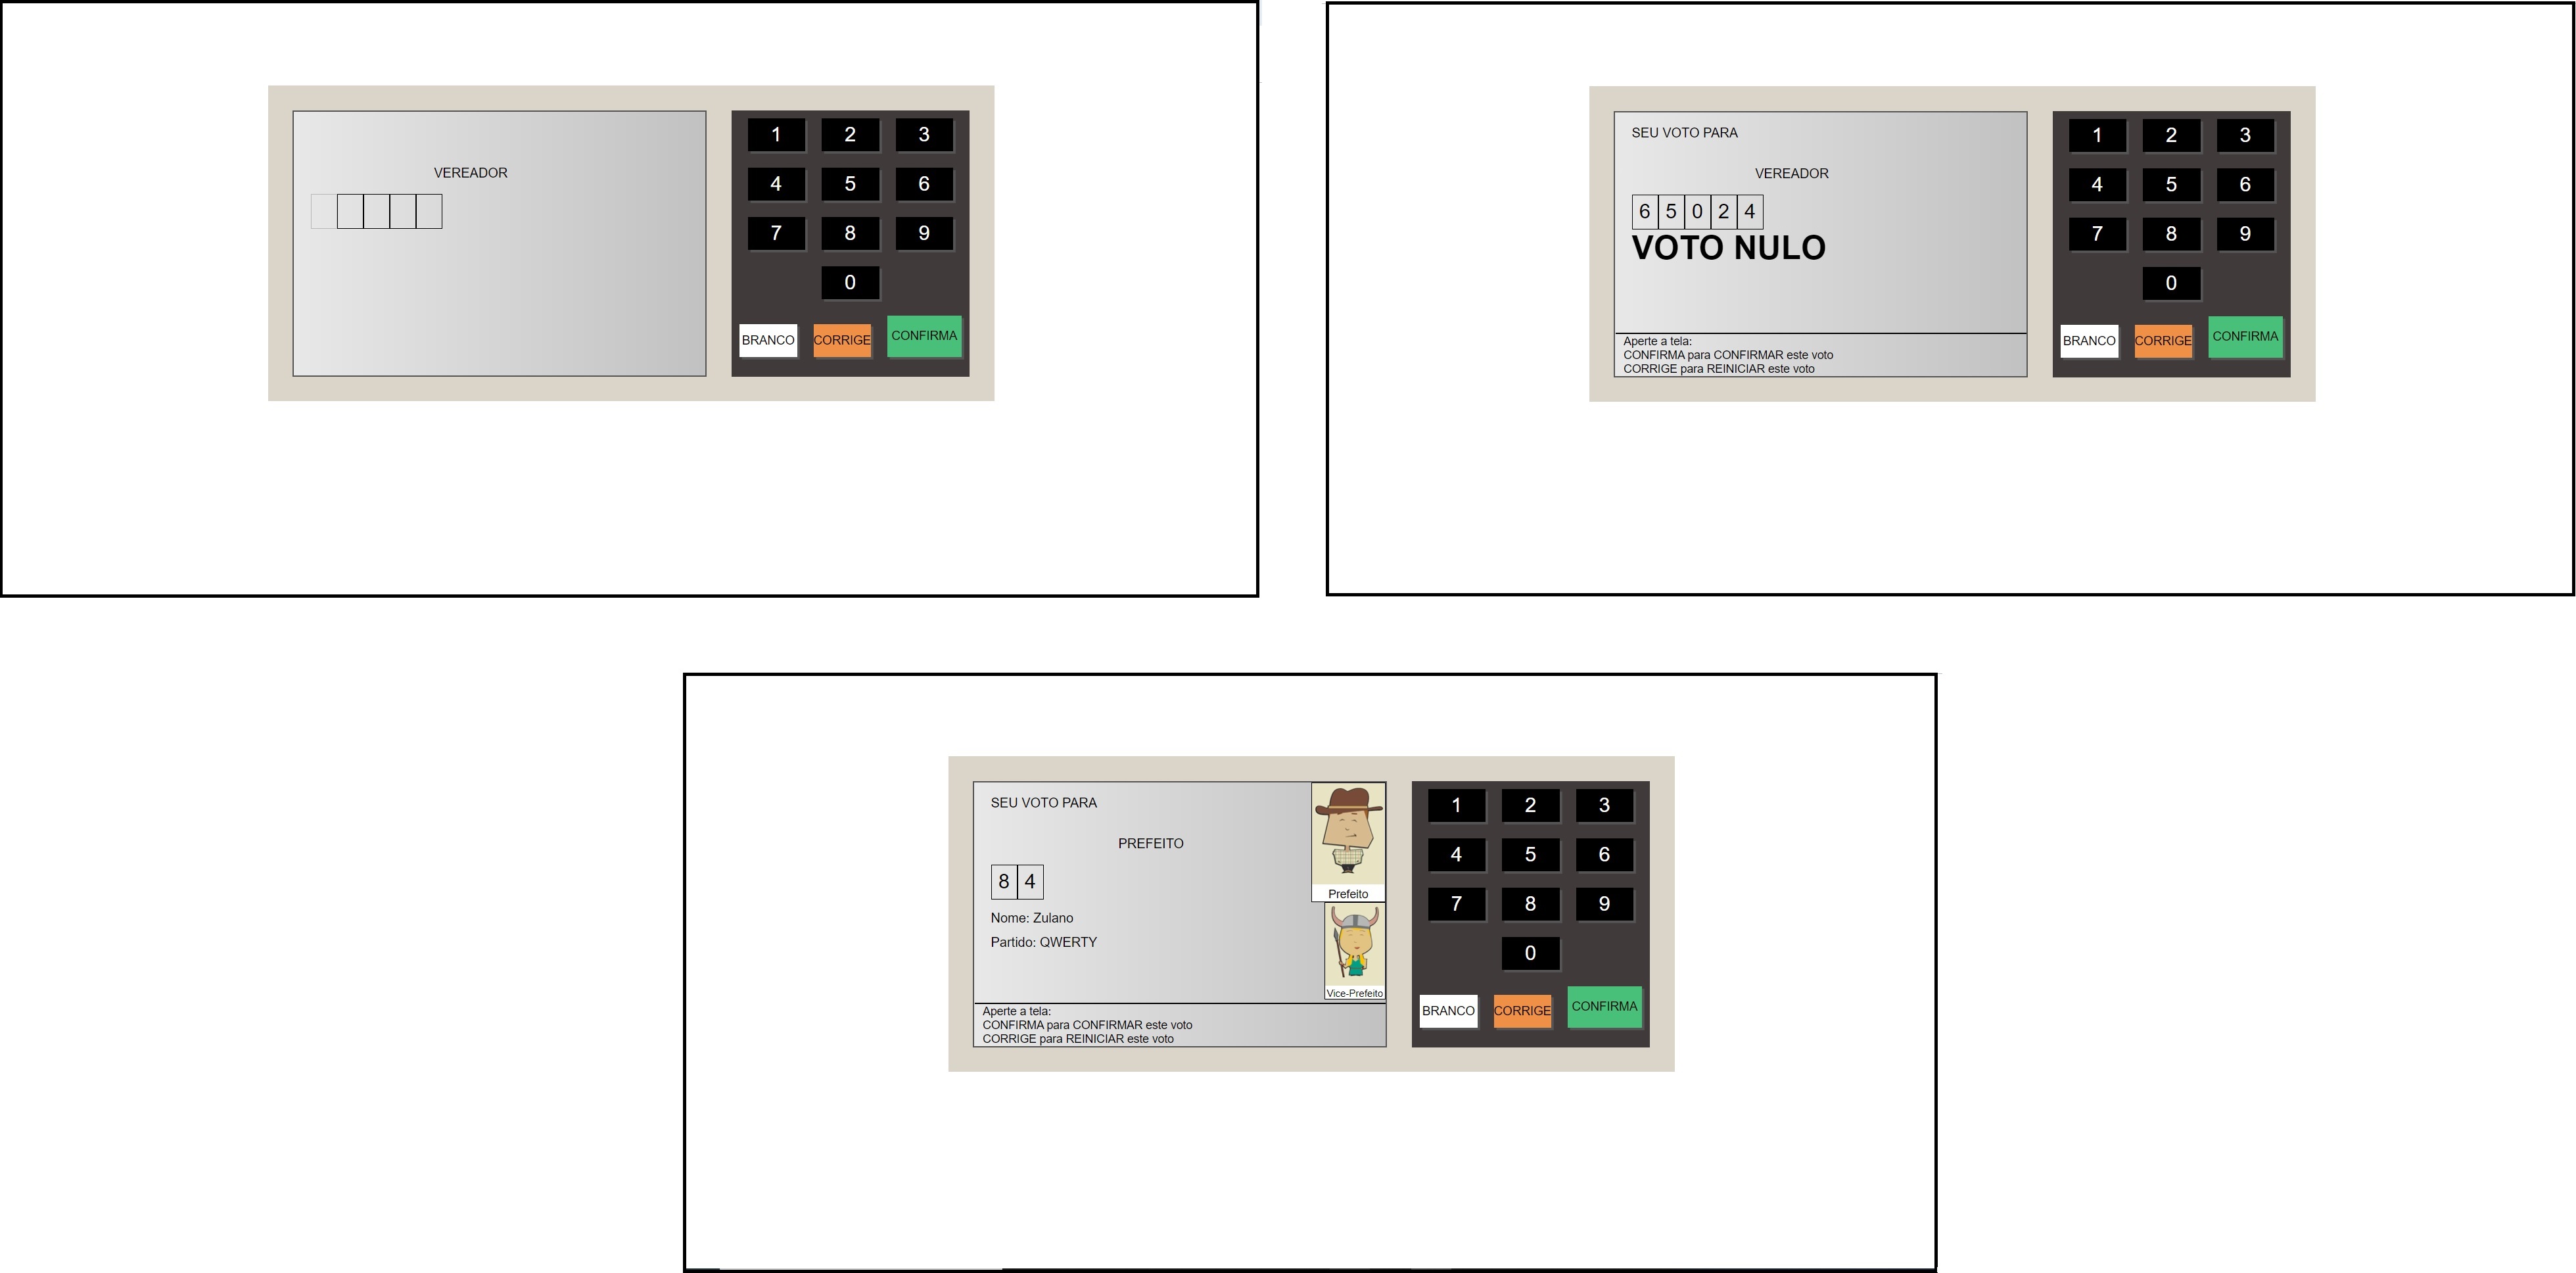 VEREADOR
1 2 3
4 5 6
7 8 9
0
BRANCO CORRIGE CONFIRMA
SEU VOTO PARA
VEREADOR
6 5 0 2 4
VOTO NULO
Aperte a tela:
CONFIRMA para CONFIRMAR este voto
CORRIGE para REINICIAR este voto
1 2 3
4 5 6
7 8 9
0
BRANCO CORRIGE CONFIRMA
SEU VOTO PARA
PREFEITO
8 4
Nome: Zulano
Partido: QWERTY
Prefeito
Vice-Prefeito
Aperte a tela:
CONFIRMA para CONFIRMAR este voto
CORRIGE para REINICIAR este voto
1 2 3
4 5 6
7 8 9
0
BRANCO CORRIGE CONFIRMA